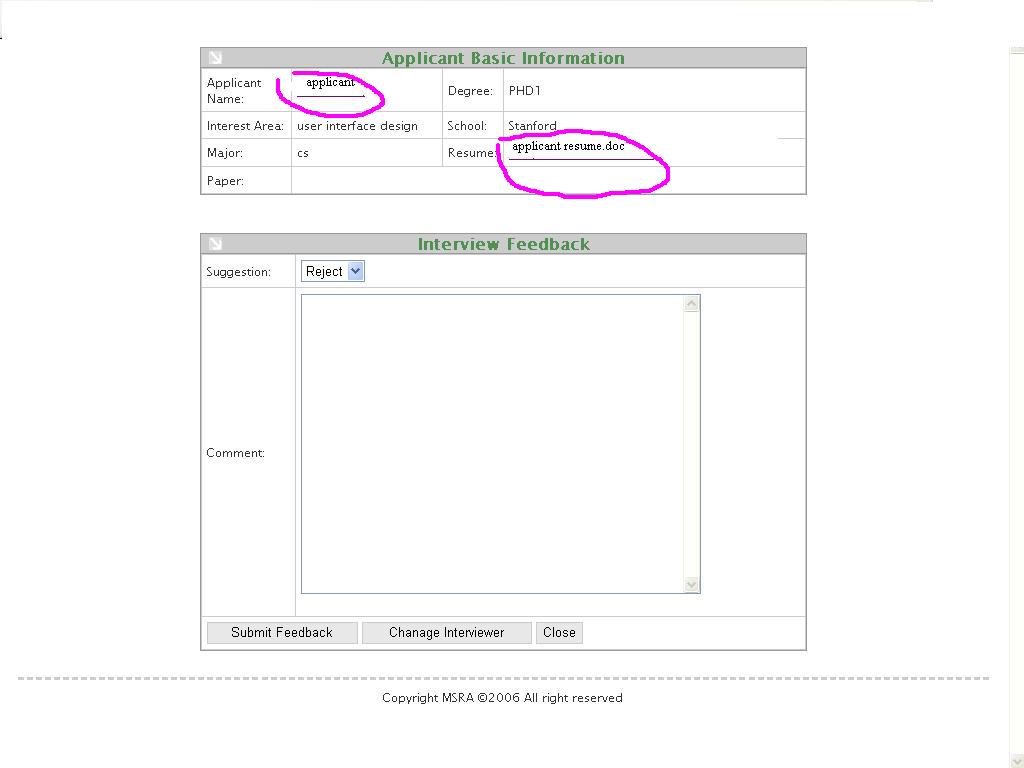 Applicant Basic Information
Applicant Name: applicant Degree: PHD1
Interest Area: user interface design School: Stanford
Major: cs Resume: applicant resume.doc
Paper:
Interview Feedback
Suggestion: Reject
Comment:
Submit Feedback Chanage Interviewer Close
Copyright MSRA ©2006 All right reserved